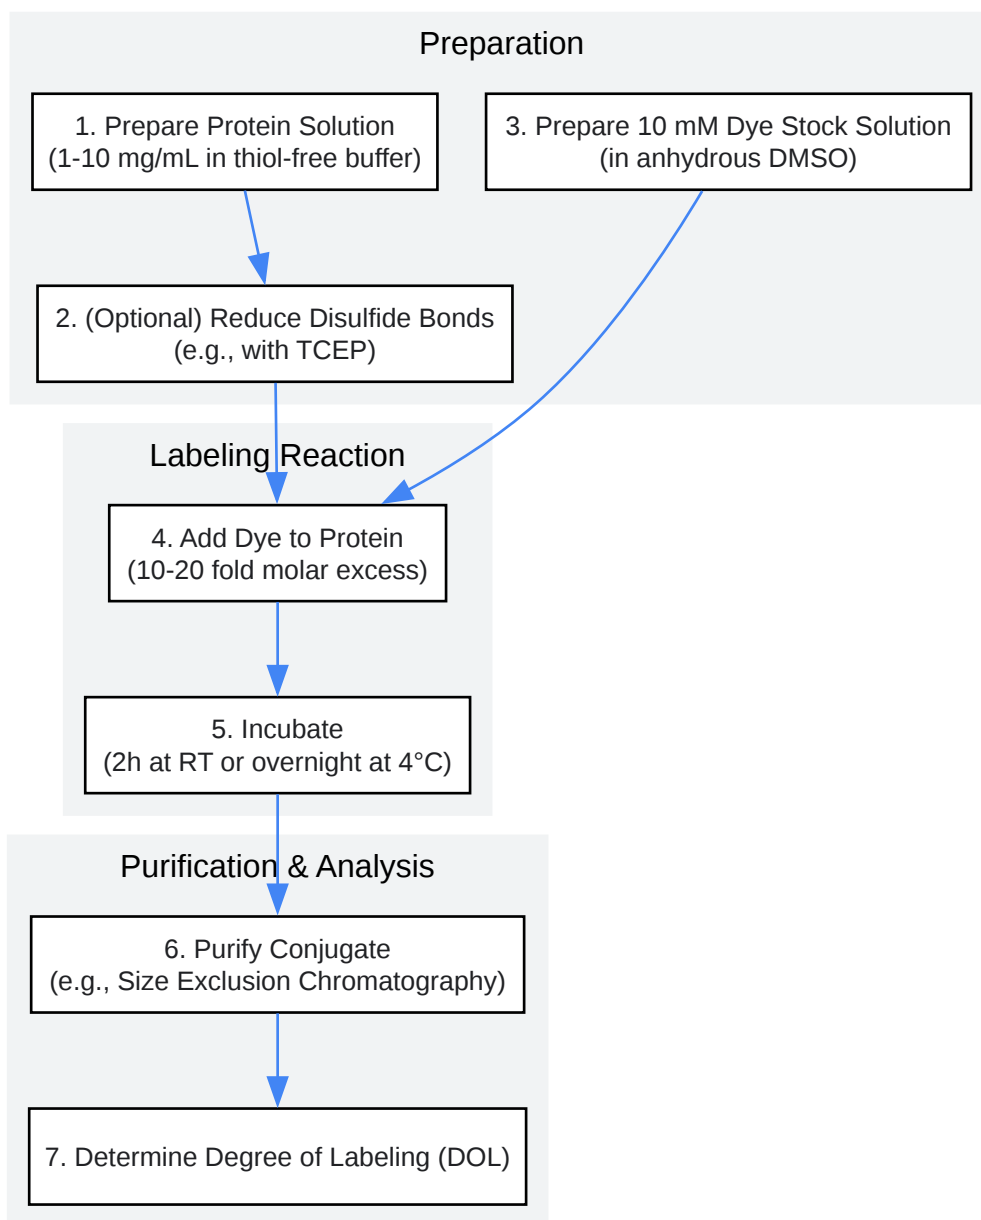 Preparation
1. Prepare Protein Solution
(1-10 mg/mL in thiol-free buffer)
3. Prepare 10 mM Dye Stock Solution
(in anhydrous DMSO)
2. (Optional) Reduce Disulfide Bonds
(e.g., with TCEP)
Labeling Reaction
4. Add Dye to Protein
(10-20 fold molar excess)
5. Incubate
(2h at RT or overnight at 4°C)
Purification & Analysis
6. Purify Conjugate
(e.g., Size Exclusion Chromatography)
7. Determine Degree of Labeling (DOL)